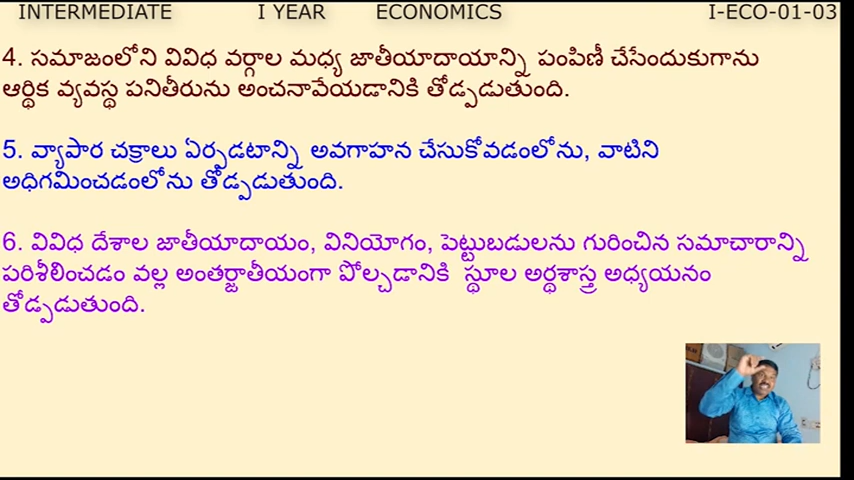 INTERMEDIATE I YEAR ECONOMICS I-ECO-01-03
4. సమాజంలోని వివిధ వర్గాల మధ్య జాతీయాదాయాన్ని పంపిణీ చేసేందుకుగాను
ఆర్థిక వ్యవస్థ పనితీరును అంచనావేయడానికి తోడ్పడుతుంది.
5. వ్యాపార చక్రాలు ఏర్పడటాన్ని అవగాహన చేసుకోవడంలోను, వాటిని
అధిగమించడంలోను తోడ్పడుతుంది.
6. వివిధ దేశాల జాతీయాదాయం, వినియోగం, పెట్టుబడులను గురించిన సమాచారాన్ని
పరిశీలించడం వల్ల అంతర్జాతీయంగా పోల్చడానికి స్థూల అర్థశాస్త్ర అధ్యయనం
తోడ్పడుతుంది.